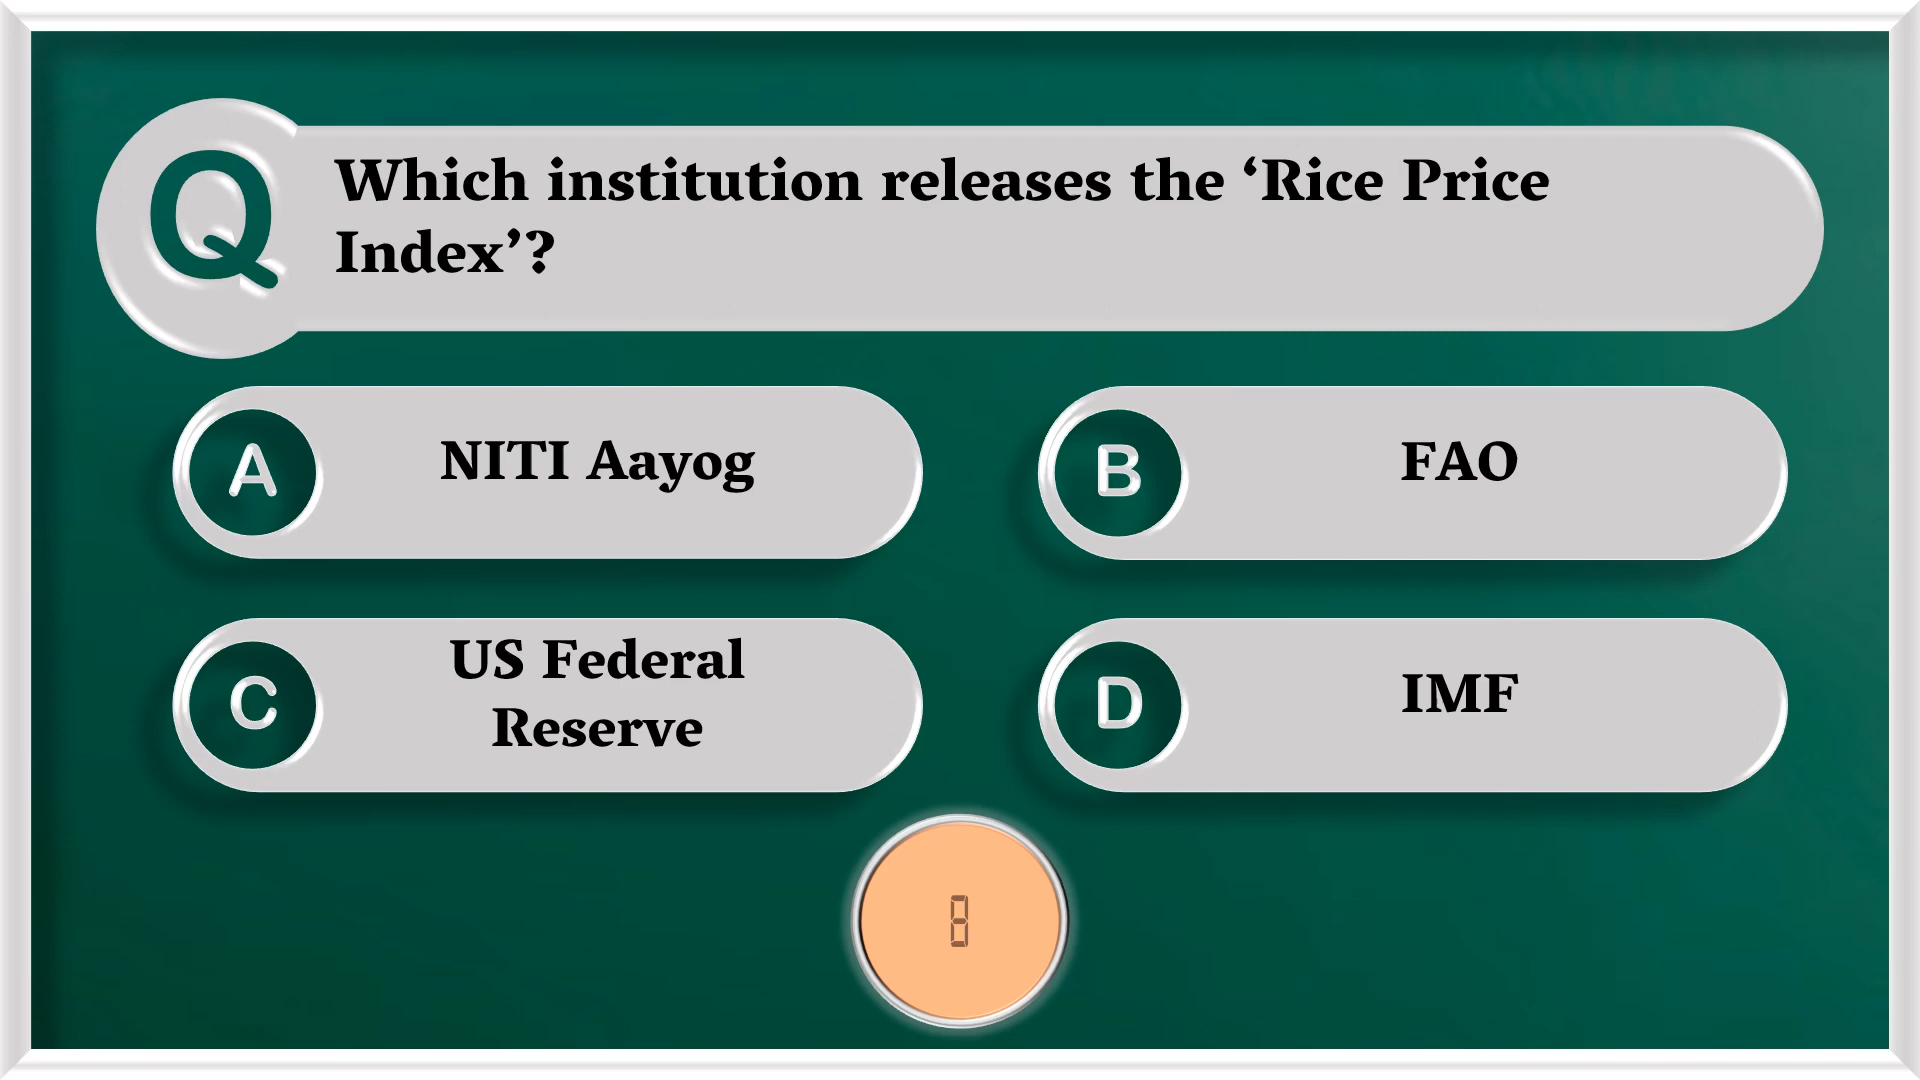 Q
Which institution releases the ‘Rice Price
Index’?
A
NITI Aayog
B
FAO
C
US Federal
Reserve
D
IMF
8